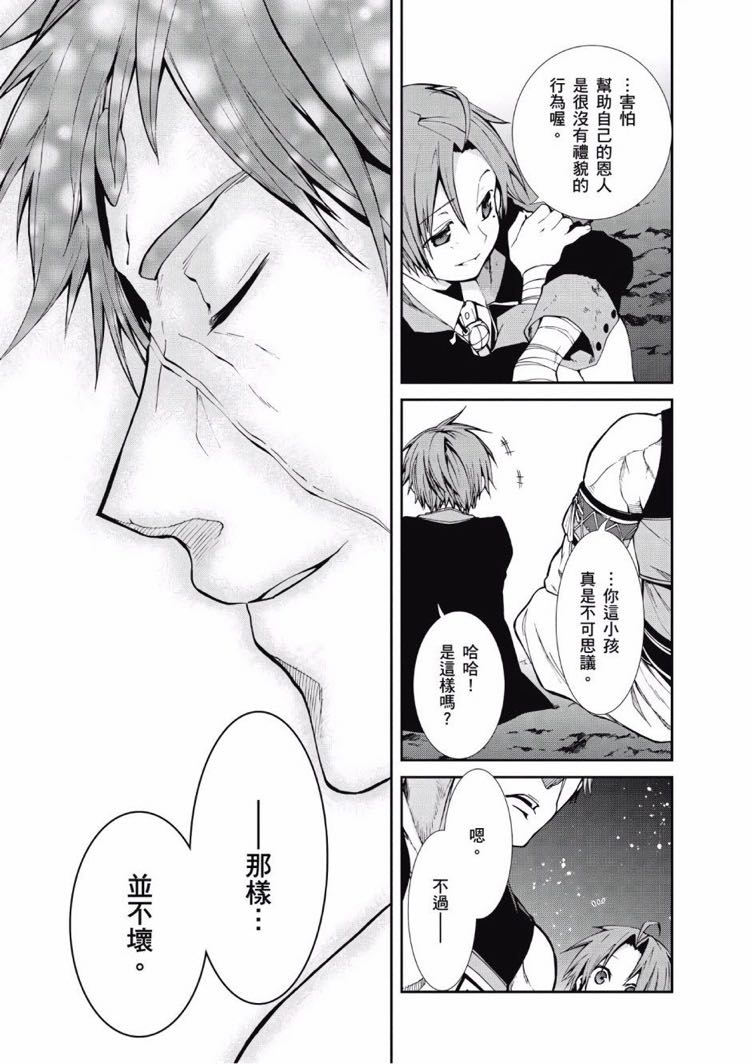 …害怕
幫助自己的恩人
是很沒有禮貌的
行為喔。
…你這小孩
真是不可思議。
哈哈！
是這樣嗎？
嗯。
不過——
——那樣…
並不壞。